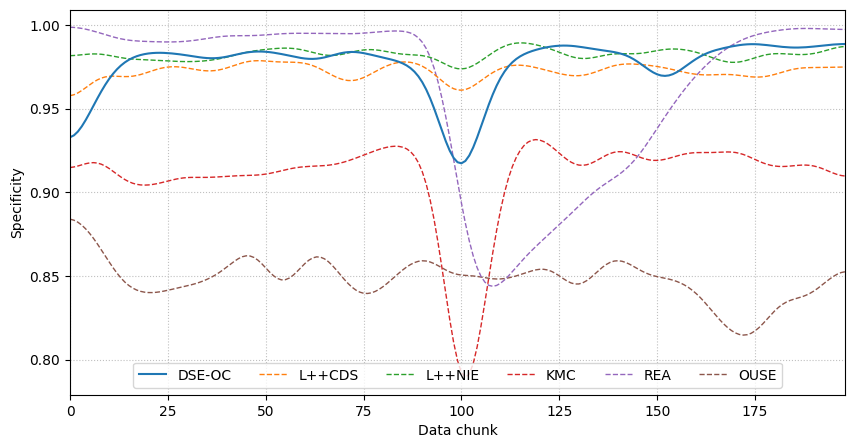 1.00
0.95
0.90
0.85
0.80
Specificity
DSE-OC L++CDS L++NIE KMC REA OUSE
0 25 50 75 100 125 150 175
Data chunk